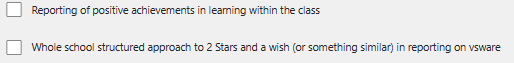 Reporting of positive achievements in learning within the class
Whole school structured approach to 2 Stars and a wish (or something similar) in reporting on vsware